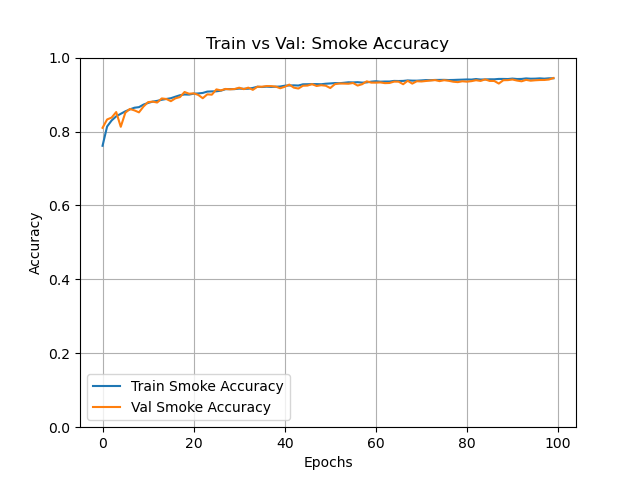 Train vs Val: Smoke Accuracy
1.0
0.8
0.6
0.4
0.2
0.0
Accuracy
Train Smoke Accuracy
Val Smoke Accuracy
0 20 40 60 80 100
Epochs